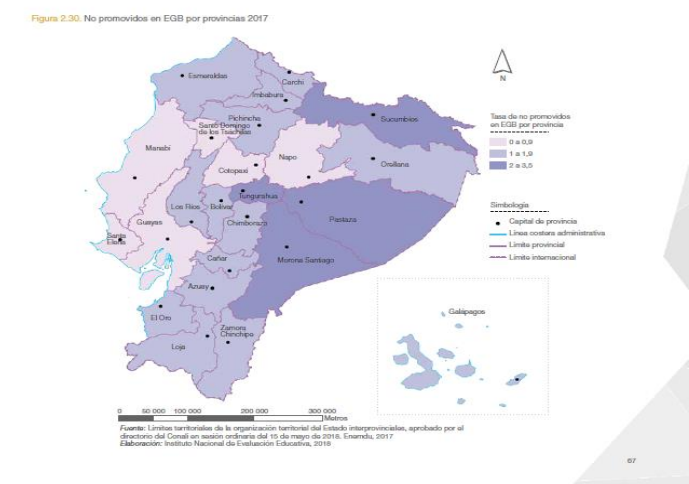 Figura 2.30. No promovidos en EGB por provincias 2017
Esmeraldas
Carchi
Imbabura
Sucumbíos
Pichincha
Santo Domingo
de los Tsáchilas
Manabí
Napo
Orellana
Cotopaxi
Tungurahua
Los Ríos
Bolívar
Pastaza
Guayas
Chimborazo
Santa
Elena
Cañar
Morona Santiago
Azuay
El Oro
Zamora
Chinchipe
Loja
Galápagos
N
Tasa de no promovidos
en EGB por provincia
0 a 0,9
1 a 1,9
2 a 3,5
Simbología
Capital de provincia
Línea costera administrativa
Límite provincial
Límite internacional
0 50 000 100 000 200 000 300 000
Metros
Fuente: Límites territoriales de la organización territorial del Estado interprovinciales, aprobado por el
directorio del Conali en sesión ordinaria del 15 de mayo de 2018. Enemdu, 2017
Elaboración: Instituto Nacional de Evaluación Educativa, 2018
67